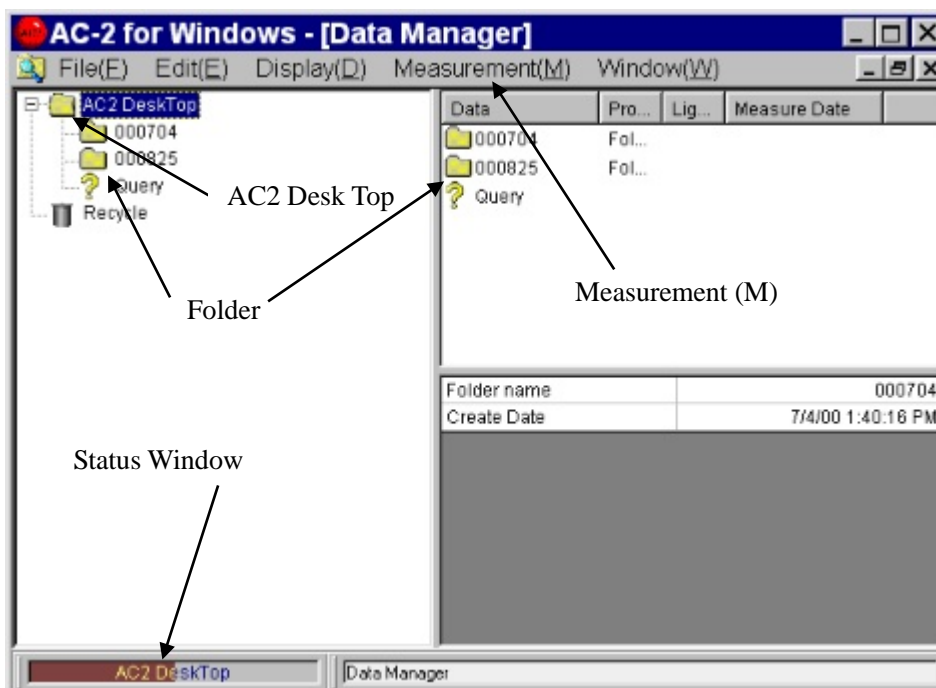 AC-2 for Windows - [Data Manager]
File(F) Edit(E) Display(D) Measurement(M) Window(W)
AC2 DeskTop
000704
000825
Query
Recycle
Data Pro... Lig... Measure Date
000704 Fol...
000825 Fol...
Query
AC2 Desk Top
Folder
Measurement (M)
Folder name 000704
Create Date 7/4/00 1:40:16 PM
Status Window
AC2 DeskTop
Data Manager